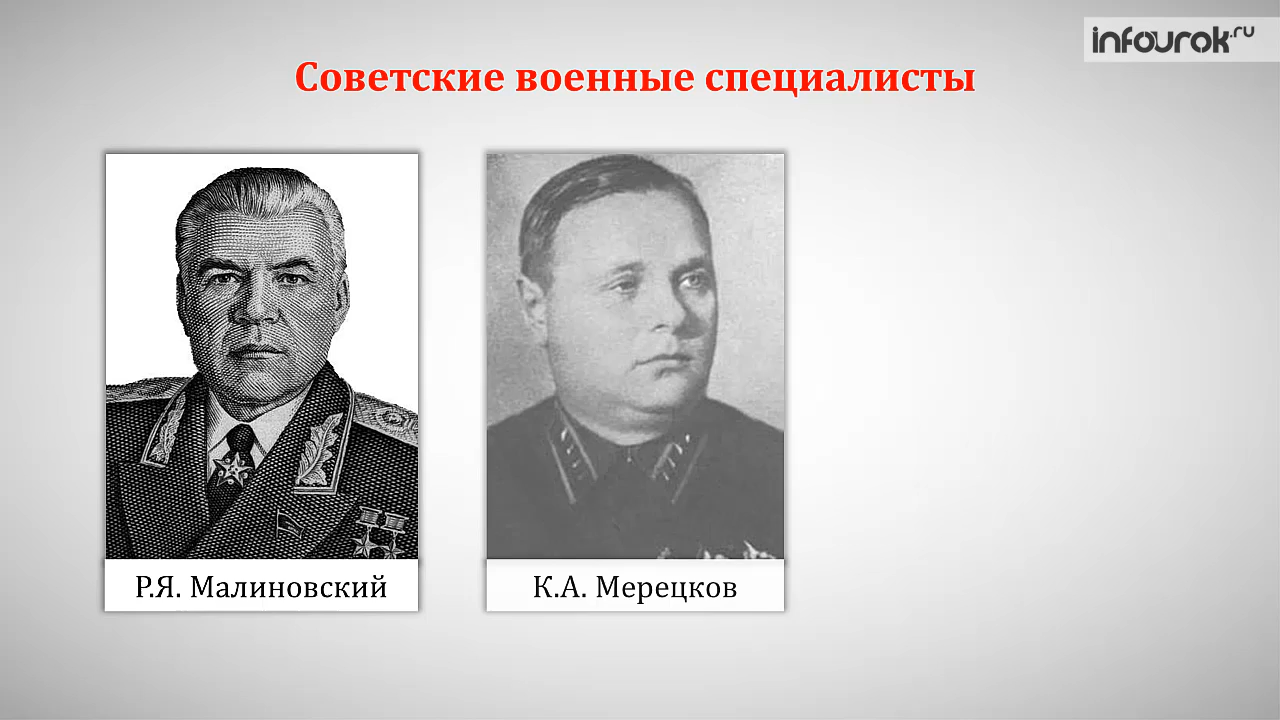 infourok.ru
Советские военные специалисты
Р.Я. Малиновский
К.А. Мерецков